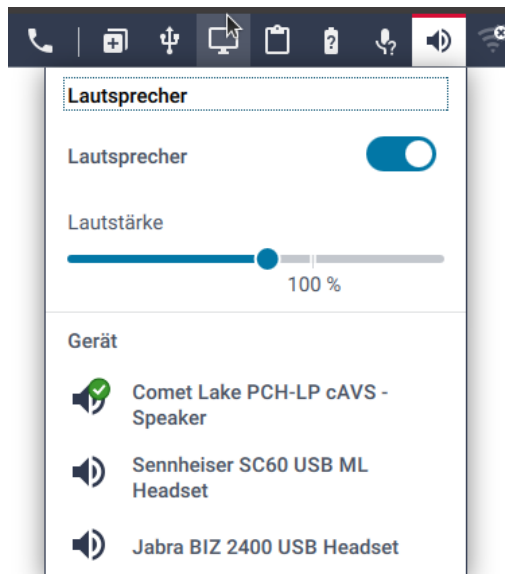 Lautsprecher
Lautsprecher
Lautstärke
100 %
Gerät
Comet Lake PCH-LP cAVS -
Speaker
Sennheiser SC60 USB ML
Headset
Jabra BIZ 2400 USB Headset